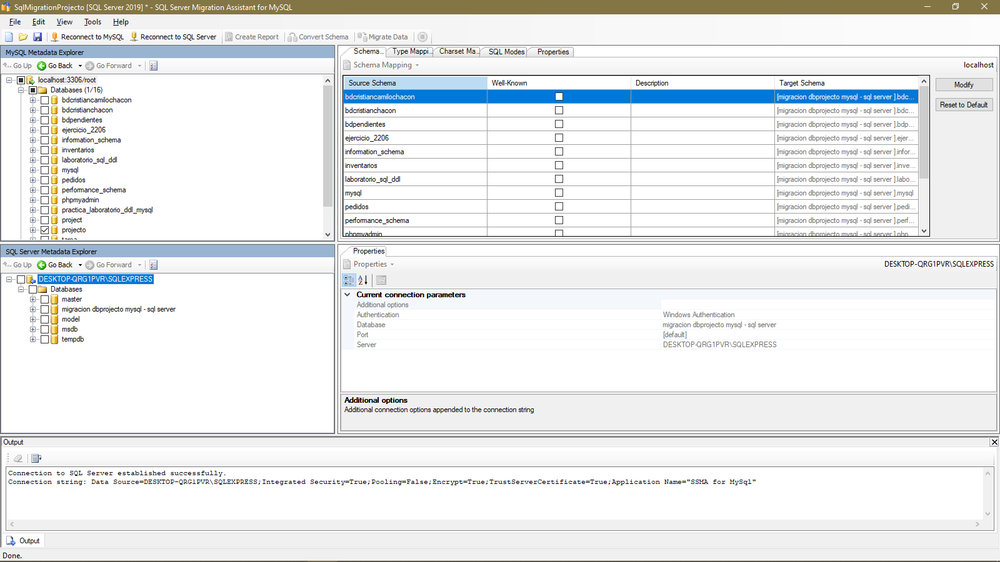 SqlMigrationProjecto [SQL Server 2019] * - SQL Server Migration Assistant for MySQL
File Edit View Tools Help
Reconnect to MySQL Reconnect to SQL Server Create Report Convert Schema Migrate Data
MySQL Metadata Explorer
Go Up Go Back Go Forward
localhost:3306/root
Databases (1/16)
bdcristiancamilochacon
bdcristianchacon
bdpendientes
ejercicio_2206
information_schema
inventarios
laboratorio_sql_ddl
mysql
pedidos
performance_schema
phpmyadmin
practica_laboratorio_ddl_mysql
project
projecto
tarea
Schema... Type Mappi... Charset Ma... SQL Modes Properties
Schema Mapping localhost
Source Schema Well-Known Description Target Schema
bdcristiancamilochacon [migracion dbprojecto mysql - sql server ].bdc...
bdcristianchacon [migracion dbprojecto mysql - sql server ].bdc...
bdpendientes [migracion dbprojecto mysql - sql server ].bdp...
ejercicio_2206 [migracion dbprojecto mysql - sql server ].ejer...
information_schema [migracion dbprojecto mysql - sql server ].infor...
inventarios [migracion dbprojecto mysql - sql server ].inve...
laboratorio_sql_ddl [migracion dbprojecto mysql - sql server ].labo...
mysql [migracion dbprojecto mysql - sql server ].mysql
pedidos [migracion dbprojecto mysql - sql server ].pedi...
performance_schema [migracion dbprojecto mysql - sql server ].perf...
phpmyadmin [migracion dbprojecto mysql - sql server ].php...
Modify
Reset to Default
SQL Server Metadata Explorer
Go Up Go Back Go Forward
DESKTOP-QRG1PVR\SQLEXPRESS
Databases
master
migracion dbprojecto mysql - sql server
model
msdb
tempdb
Properties
Properties DESKTOP-QRG1PVR\SQLEXPRESS
Current connection parameters
Additional options
Authentication Windows Authentication
Database migracion dbprojecto mysql - sql server
Port [default]
Server DESKTOP-QRG1PVR\SQLEXPRESS
Additional options
Additional connection options appended to the connection string
Output
Connection to SQL Server established successfully.
Connection string: Data Source=DESKTOP-QRG1PVR\SQLEXPRESS;Integrated Security=True;Pooling=False;Encrypt=True;TrustServerCertificate=True;Application Name="SSMA for MySql"
Output
Done.